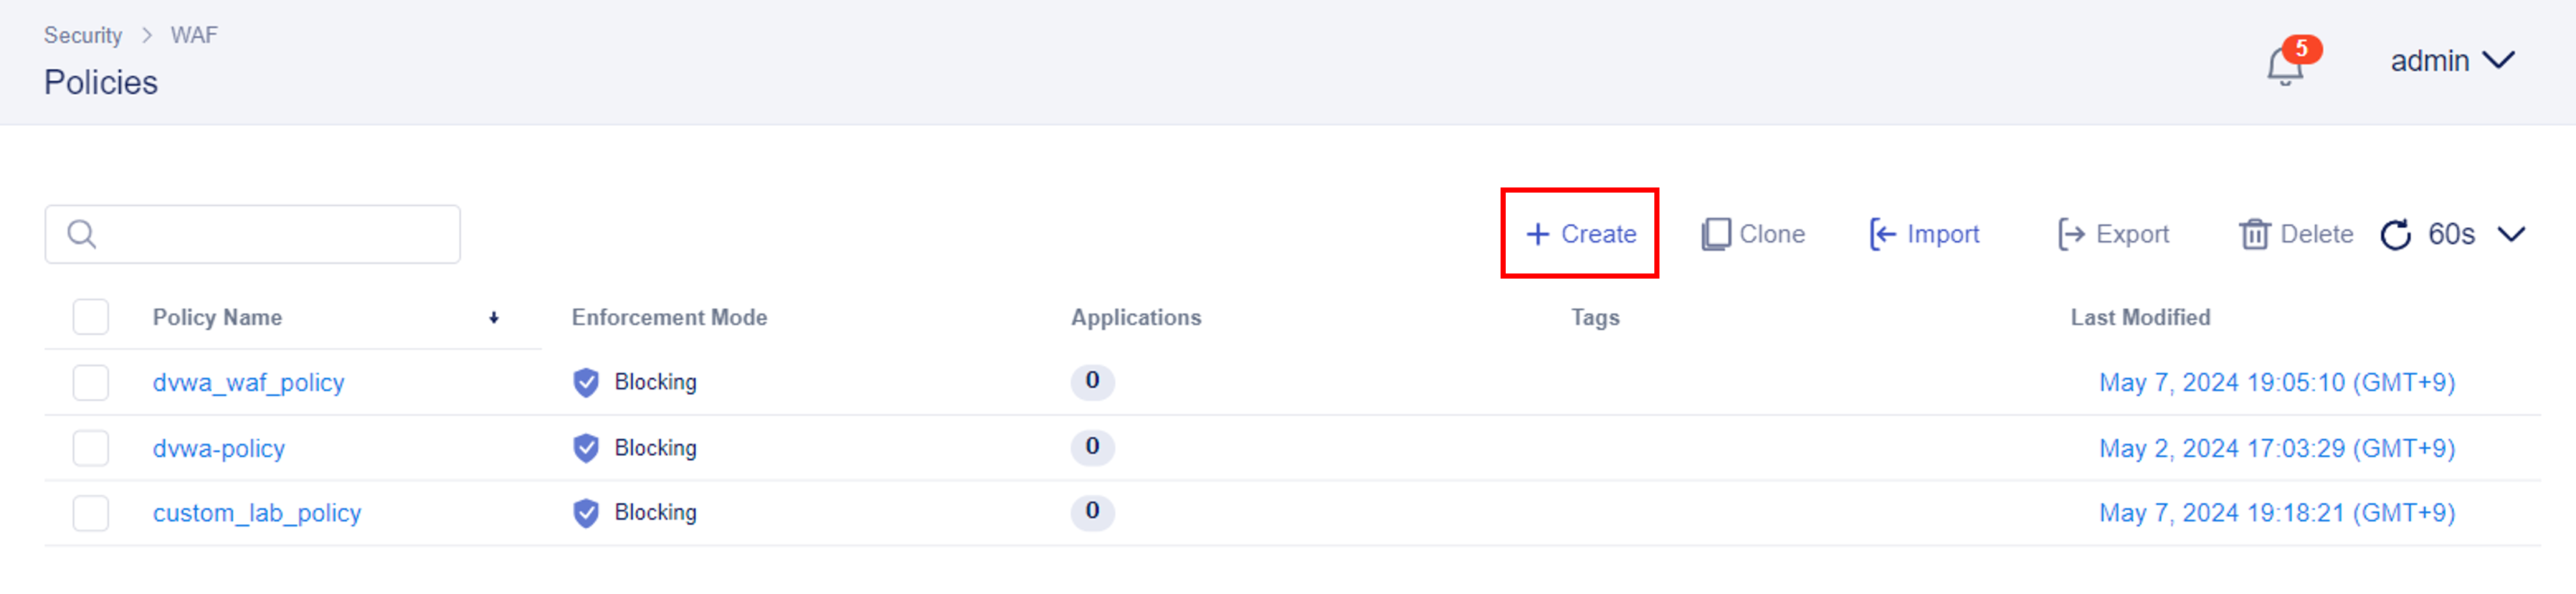 Security > WAF
Policies
5
admin
+ Create
Clone
Import
Export
Delete
60s
Policy Name
Enforcement Mode
Applications
Tags
Last Modified
dvwa_waf_policy
Blocking
0
May 7, 2024 19:05:10 (GMT+9)
dvwa-policy
Blocking
0
May 2, 2024 17:03:29 (GMT+9)
custom_lab_policy
Blocking
0
May 7, 2024 19:18:21 (GMT+9)